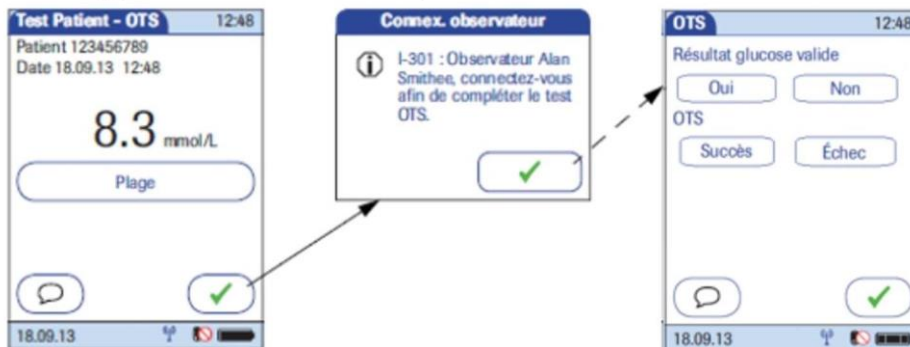 Test Patient - OTS 12:48
Patient 123456789
Date 18.09.13 12:48
8.3 mmol/L
Plage
18.09.13
Connex. observateur
I-301 : Observateur Alan
Smithee, connectez-vous
afin de compléter le test
OTS.
OTS 12:48
Résultat glucose valide
Oui Non
OTS
Succès Échec
18.09.13